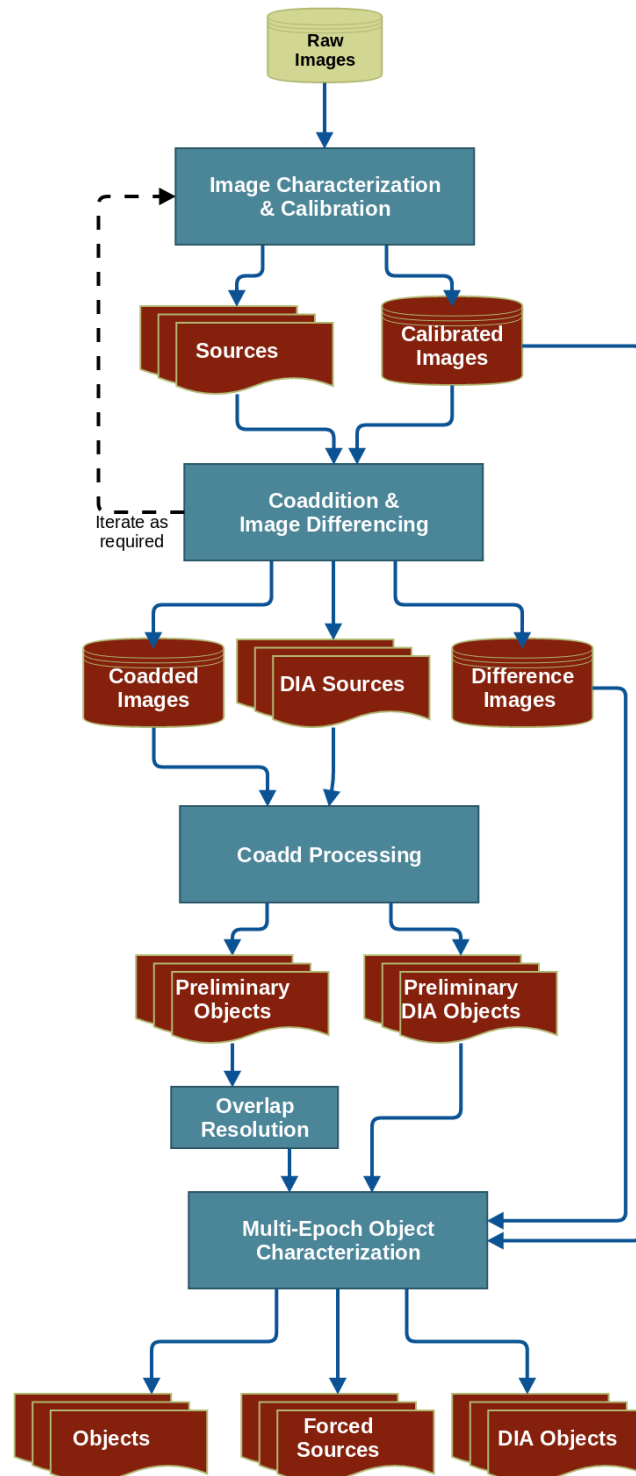 Raw
Images
Image Characterization
& Calibration
Sources
Calibrated
Images
Coaddition &
Image Differencing
Iterate as
required
Coadded
Images
DIA Sources
Difference
Images
Coadd Processing
Preliminary
Objects
Preliminary
DIA Objects
Overlap
Resolution
Multi-Epoch Object
Characterization
Objects
Forced
Sources
DIA Objects